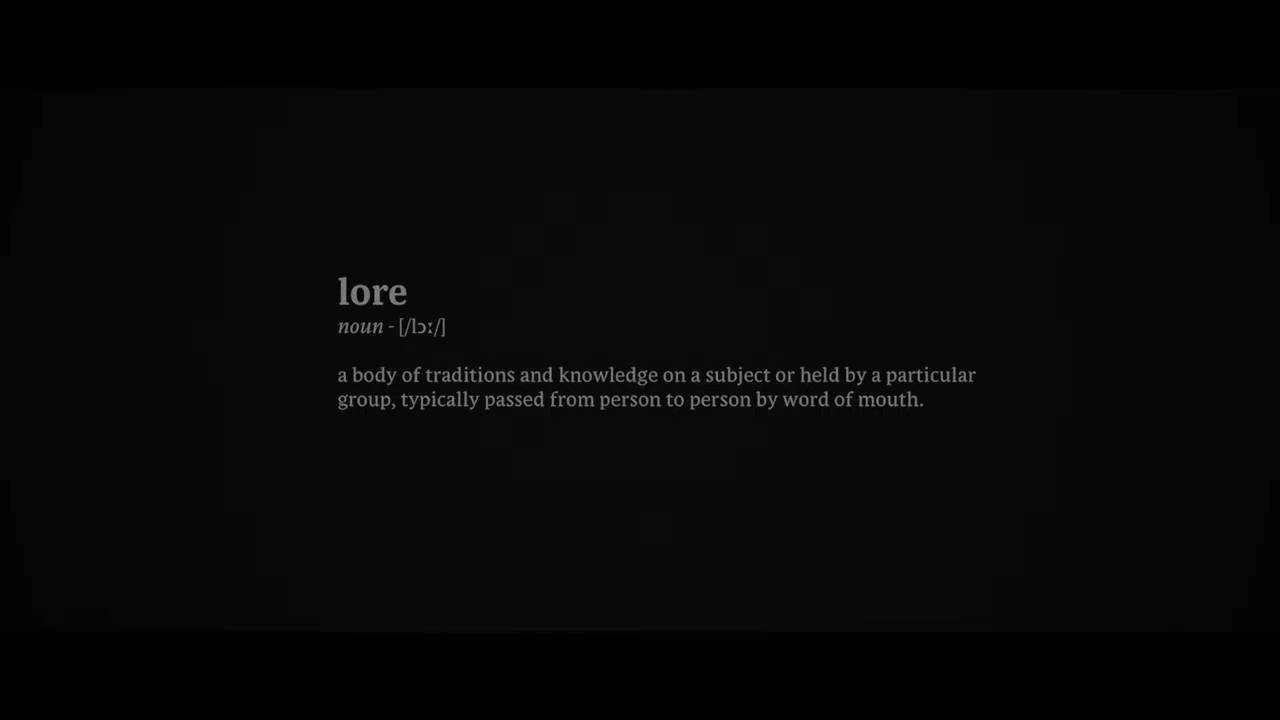 lore
noun - [/lɔː/]
a body of traditions and knowledge on a subject or held by a particular
group, typically passed from person to person by word of mouth.